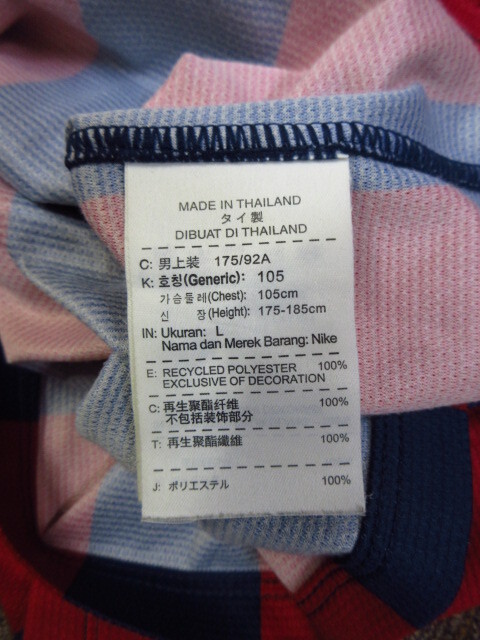 MADE IN THAILAND
タイ製
DIBUAT DI THAILAND
C: 男上装 175/92A
K: 호칭(Generic): 105
가슴둘레(Chest): 105cm
신 장(Height): 175-185cm
IN: Ukuran: L
Nama dan Merek Barang: Nike
E: RECYCLED POLYESTER 100%
EXCLUSIVE OF DECORATION
C: 再生聚酯纤维 100%
不包括装饰部分
T: 再生聚酯纖維 100%
J: ポリエステル 100%